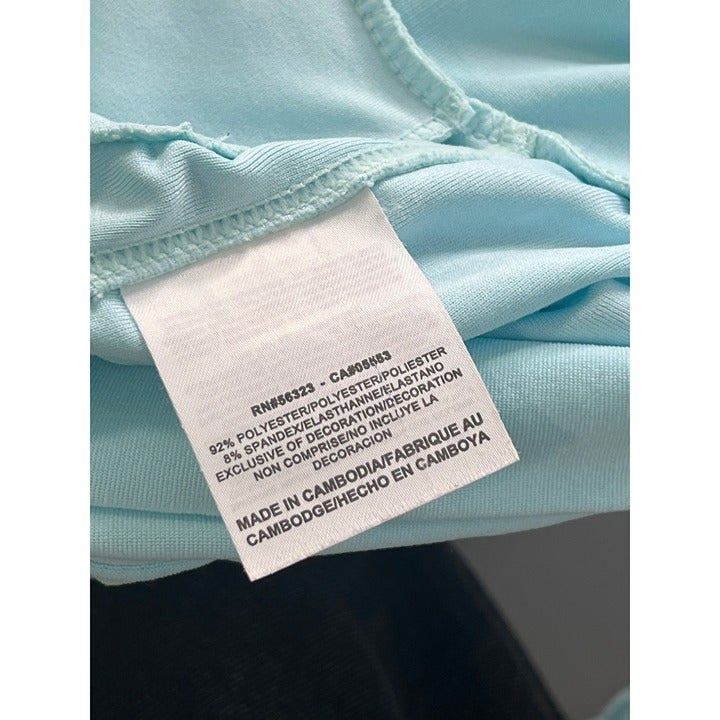 RN#56323 - CA#05553
92% POLYESTER/POLYESTER/POLIESTER
8% SPANDEX/ELASTHANNE/ELASTANO
EXCLUSIVE OF DECORATION/DECORATION
NON COMPRISE/NO INCLUYE LA
DECORACION
MADE IN CAMBODIA/FABRIQUE AU
CAMBODGE/HECHO EN CAMBOYA